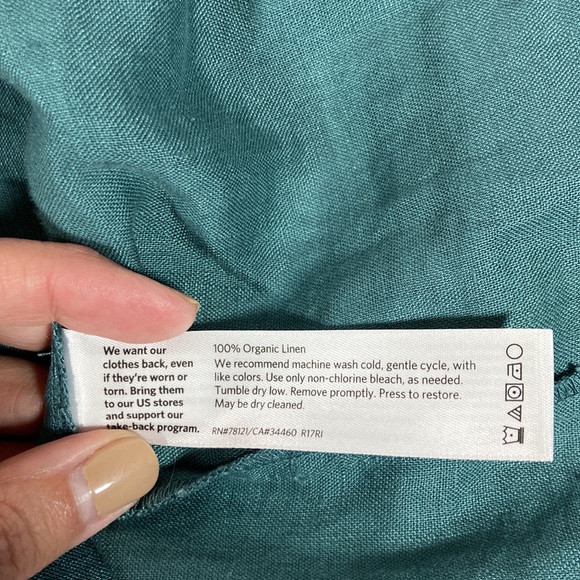 We want our
clothes back, even
if they're worn or
torn. Bring them
to our US stores
and support our
take-back program.
100% Organic Linen
We recommend machine wash cold, gentle cycle, with
like colors. Use only non-chlorine bleach, as needed.
Tumble dry low. Remove promptly. Press to restore.
May be dry cleaned.
RN#78121/CA#34460 R17RI